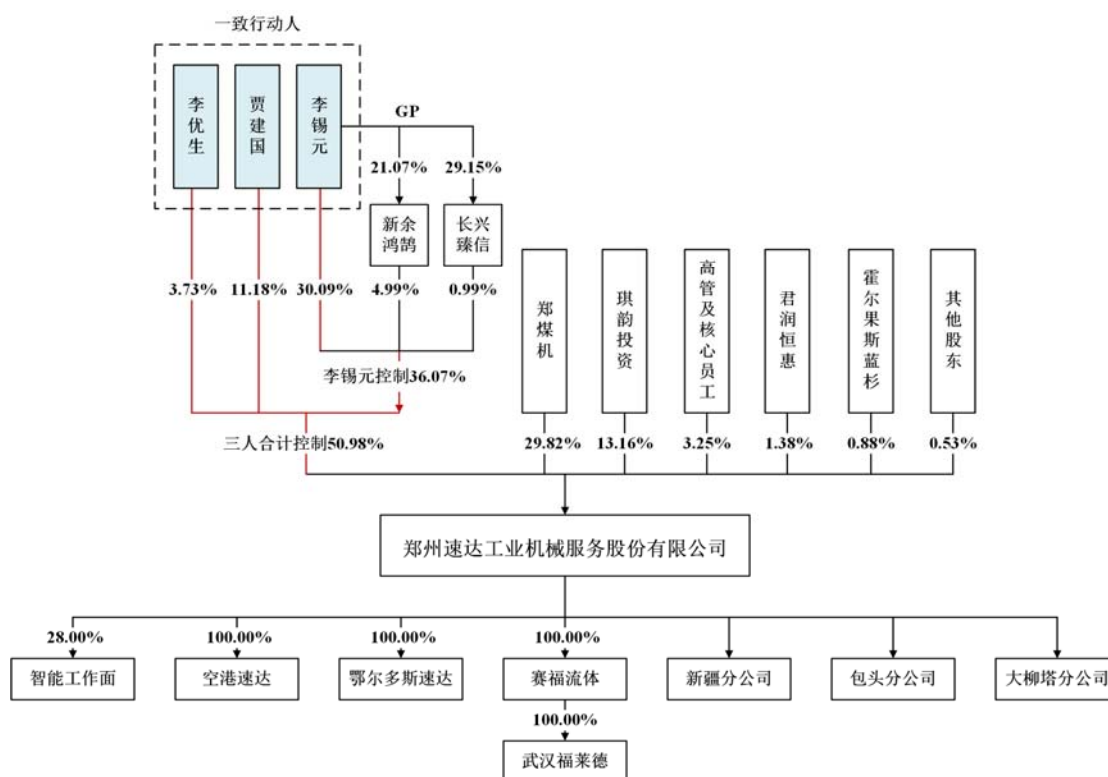 一致行动人
李优生
贾建国
李锡元
GP
21.07%
29.15%
新余
鸿鹄
长兴
臻信
3.73%
11.18%
30.09%
4.99%
0.99%
李锡元控制36.07%
三人合计控制50.98%
郑煤机
琪韵投资
高管及核心员工
君润恒惠
霍尔果斯蓝杉
其他股东
29.82%
13.16%
3.25%
1.38%
0.88%
0.53%
郑州速达工业机械服务股份有限公司
28.00%
100.00%
100.00%
100.00%
智能工作面
空港速达
鄂尔多斯速达
赛福流体
新疆分公司
包头分公司
大柳塔分公司
100.00%
武汉福莱德